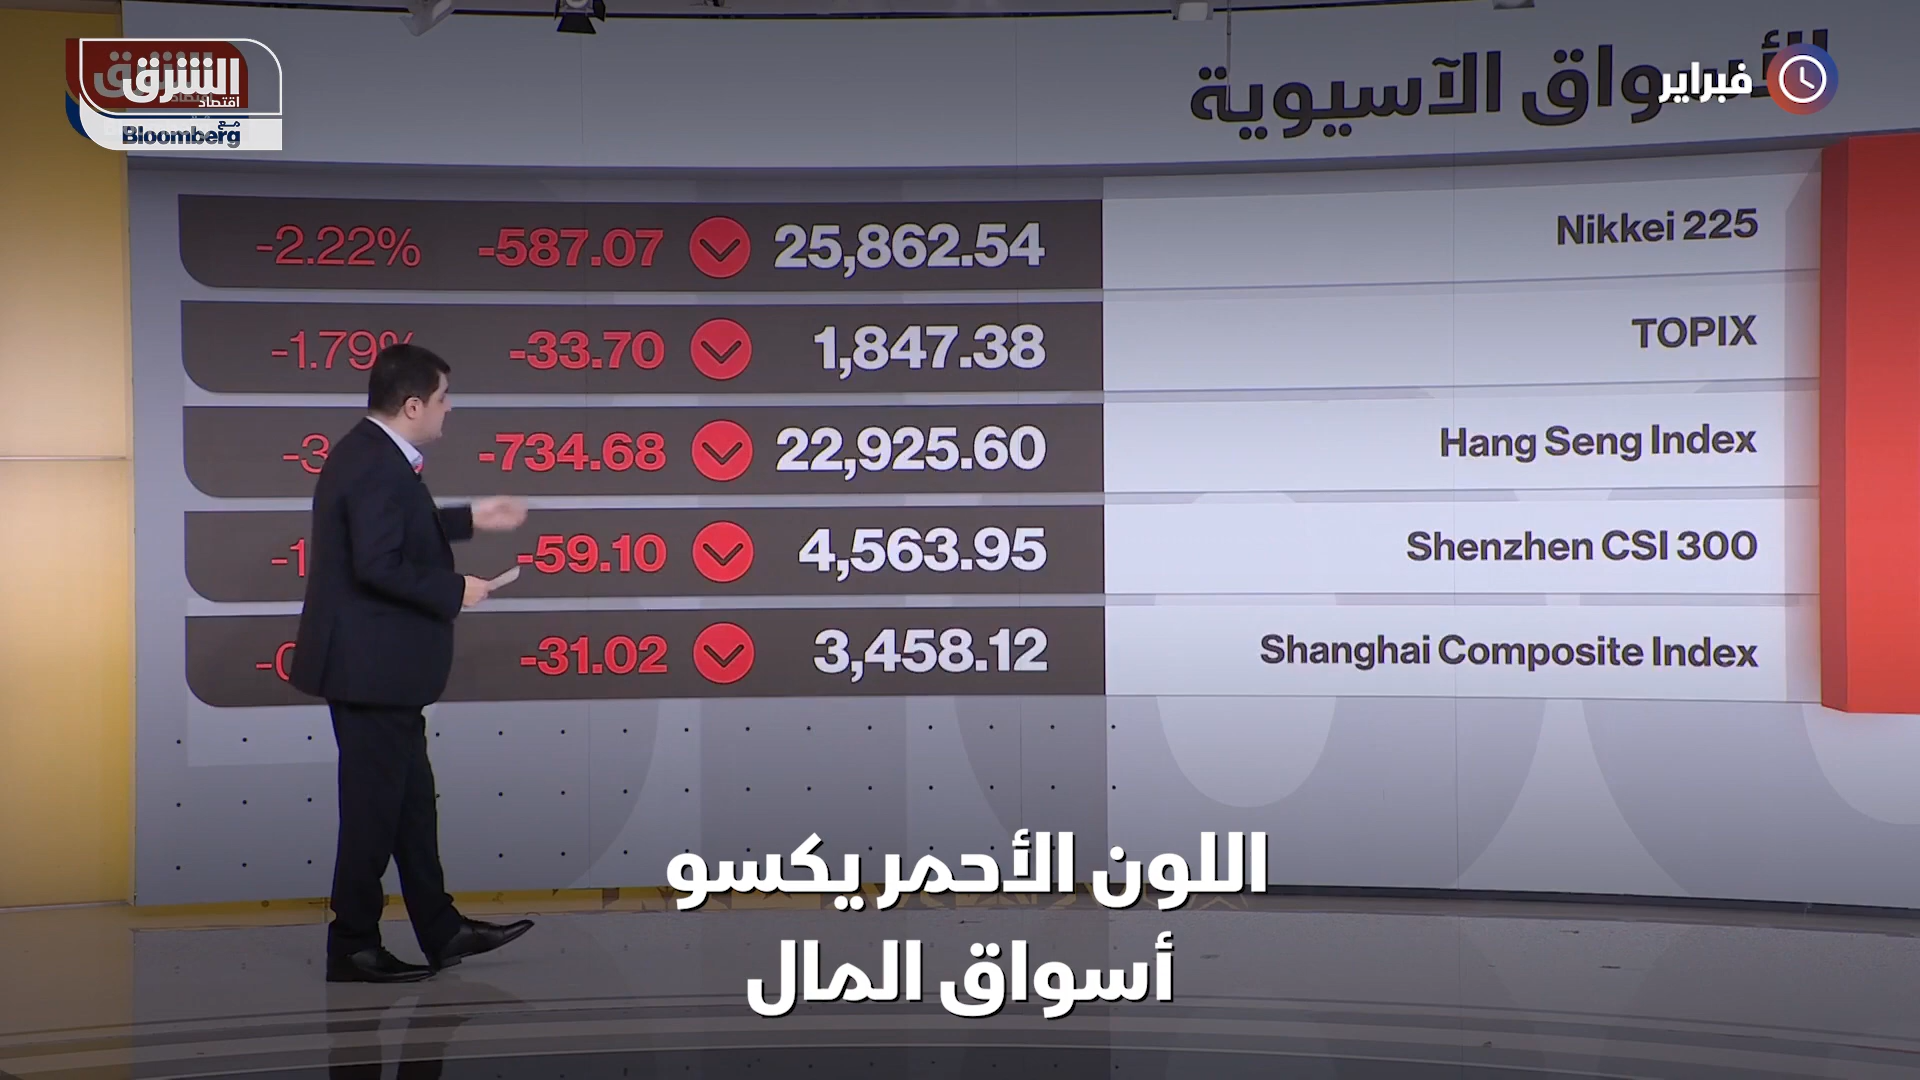 الشرق
اقتصاد
مع
Bloomberg
فبراير
الأسواق الآسيوية
Nikkei 225
25,862.54
-587.07
-2.22%
TOPIX
1,847.38
-33.70
-1.79%
Hang Seng Index
22,925.60
-734.68
Shenzhen CSI 300
4,563.95
-59.10
Shanghai Composite Index
3,458.12
-31.02
اللون الأحمر يكسو
أسواق المال